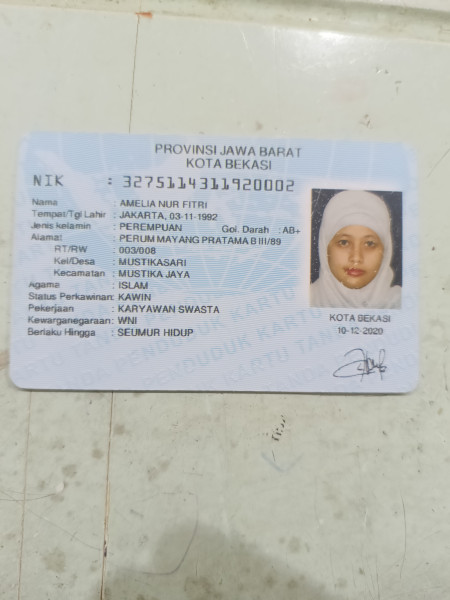 PROVINSI JAWA BARAT
KOTA BEKASI
NIK : 3275114311920002
Nama : AMELIA NUR FITRI
Tempat/Tgl Lahir : JAKARTA, 03-11-1992
Jenis kelamin : PEREMPUAN Gol. Darah : AB+
Alamat : PERUM MAYANG PRATAMA B III/89
RT/RW : 003/008
Kel/Desa : MUSTIKASARI
Kecamatan : MUSTIKA JAYA
Agama : ISLAM
Status Perkawinan: KAWIN
Pekerjaan : KARYAWAN SWASTA
Kewarganegaraan: WNI
Berlaku Hingga : SEUMUR HIDUP
KOTA BEKASI
10-12-2020